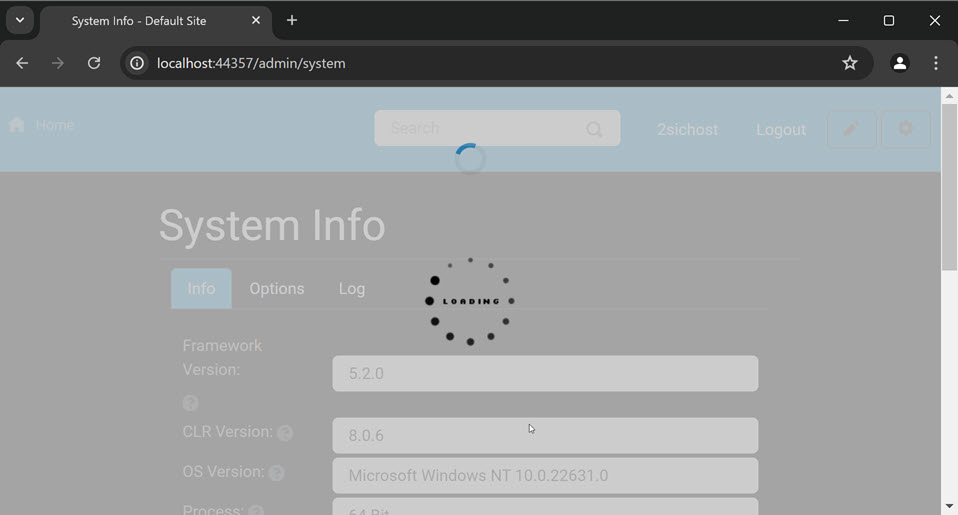 System Info - Default Site
localhost:44357/admin/system
Home
Search
2sichost
Logout
System Info
Info
Options
Log
LOADING
Framework
Version:
5.2.0
CLR Version:
8.0.6
OS Version:
Microsoft Windows NT 10.0.22631.0
Process:
64 Bit